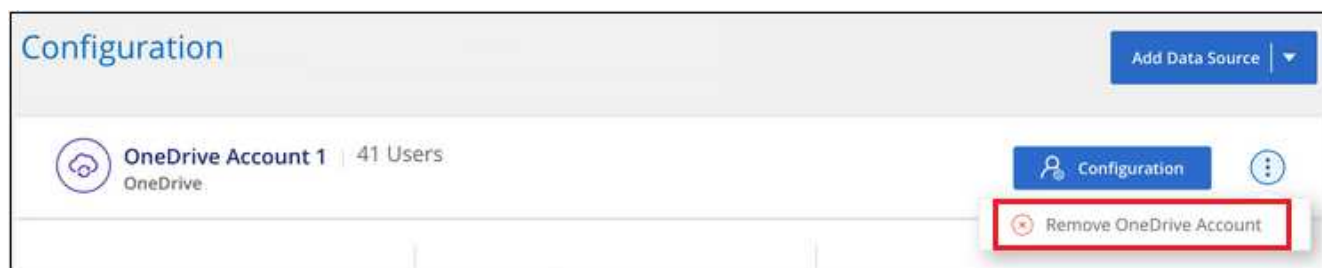 Configuration
Add Data Source
OneDrive Account 1 41 Users
OneDrive
Configuration
Remove OneDrive Account